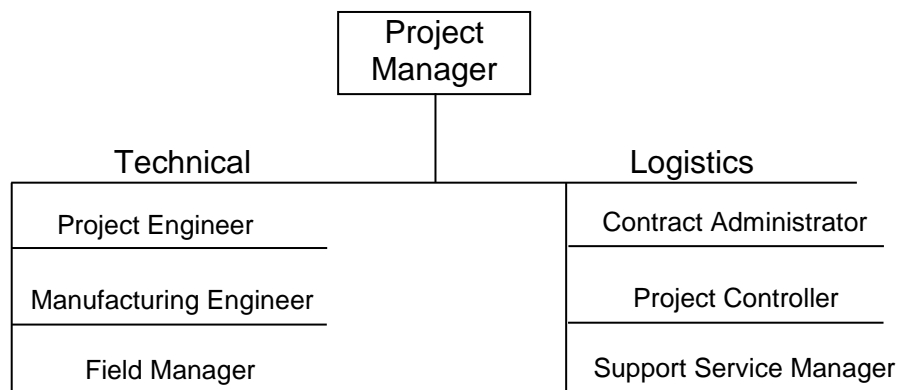 Project
Manager
Technical
Logistics
Project Engineer
Contract Administrator
Manufacturing Engineer
Project Controller
Field Manager
Support Service Manager